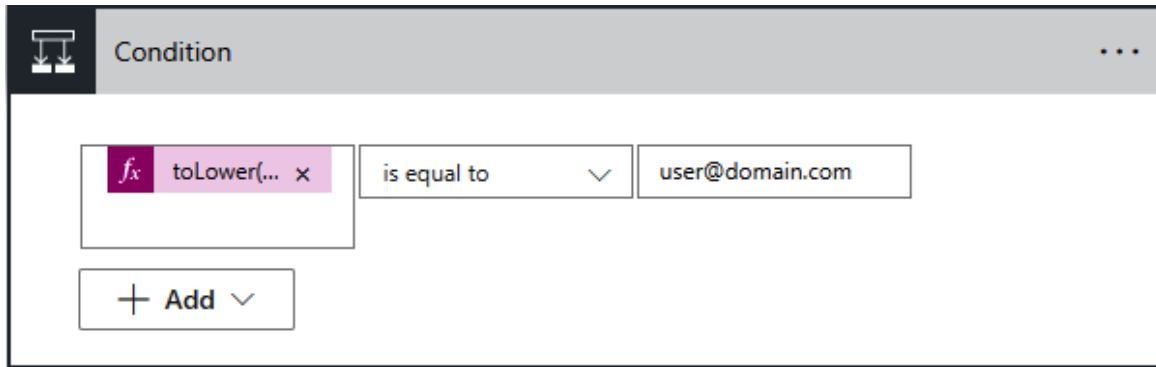 Condition
fx toLower(... × is equal to user@domain.com
+ Add